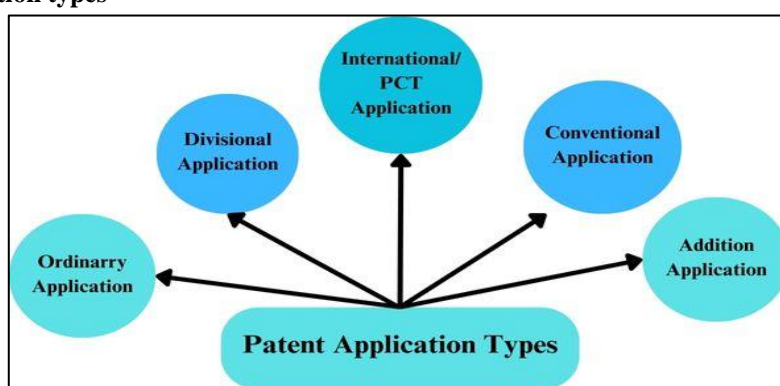 tion types
International/
PCT
Application
Divisional
Application
Conventional
Application
Ordinarry
Application
Addition
Application
Patent Application Types